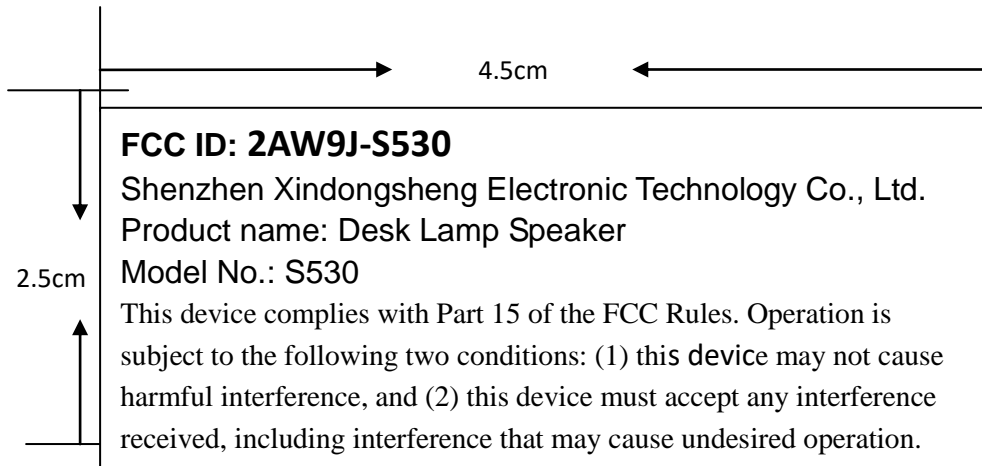 4.5cm
FCC ID: 2AW9J-S530
Shenzhen Xindongsheng Electronic Technology Co., Ltd.
Product name: Desk Lamp Speaker
2.5cm
Model No.: S530
This device complies with Part 15 of the FCC Rules. Operation is
subject to the following two conditions: (1) this device may not cause
harmful interference, and (2) this device must accept any interference
received, including interference that may cause undesired operation.